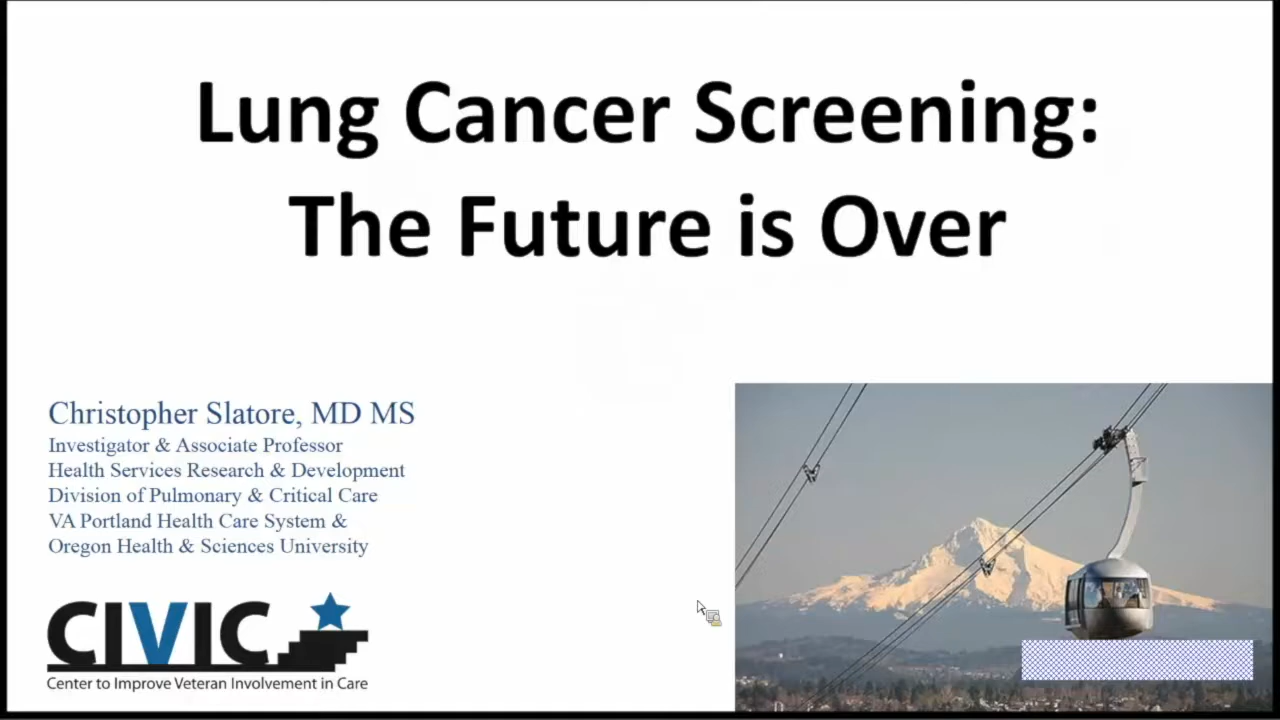 Lung Cancer Screening:
The Future is Over
Christopher Slatore, MD MS
Investigator & Associate Professor
Health Services Research & Development
Division of Pulmonary & Critical Care
VA Portland Health Care System &
Oregon Health & Sciences University
CIVIC
Center to Improve Veteran Involvement in Care